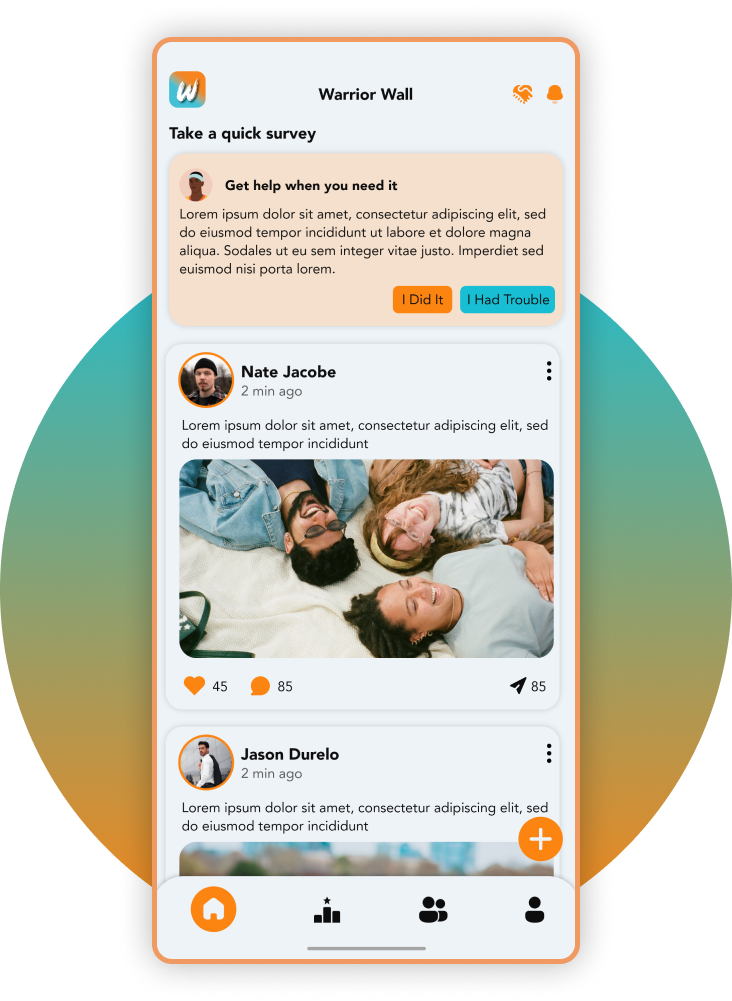 W
Warrior Wall
Take a quick survey
Get help when you need it
Lorem ipsum dolor sit amet, consectetur adipiscing elit, sed
do eiusmod tempor incididunt ut labore et dolore magna
aliqua. Sodales ut eu sem integer vitae justo. Imperdiet sed
euismod nisi porta lorem.
I Did It
I Had Trouble
Nate Jacobe
2 min ago
Lorem ipsum dolor sit amet, consectetur adipiscing elit, sed
do eiusmod tempor incididunt
45
85
85
Jason Durelo
2 min ago
Lorem ipsum dolor sit amet, consectetur adipiscing elit, sed
do eiusmod tempor incididunt